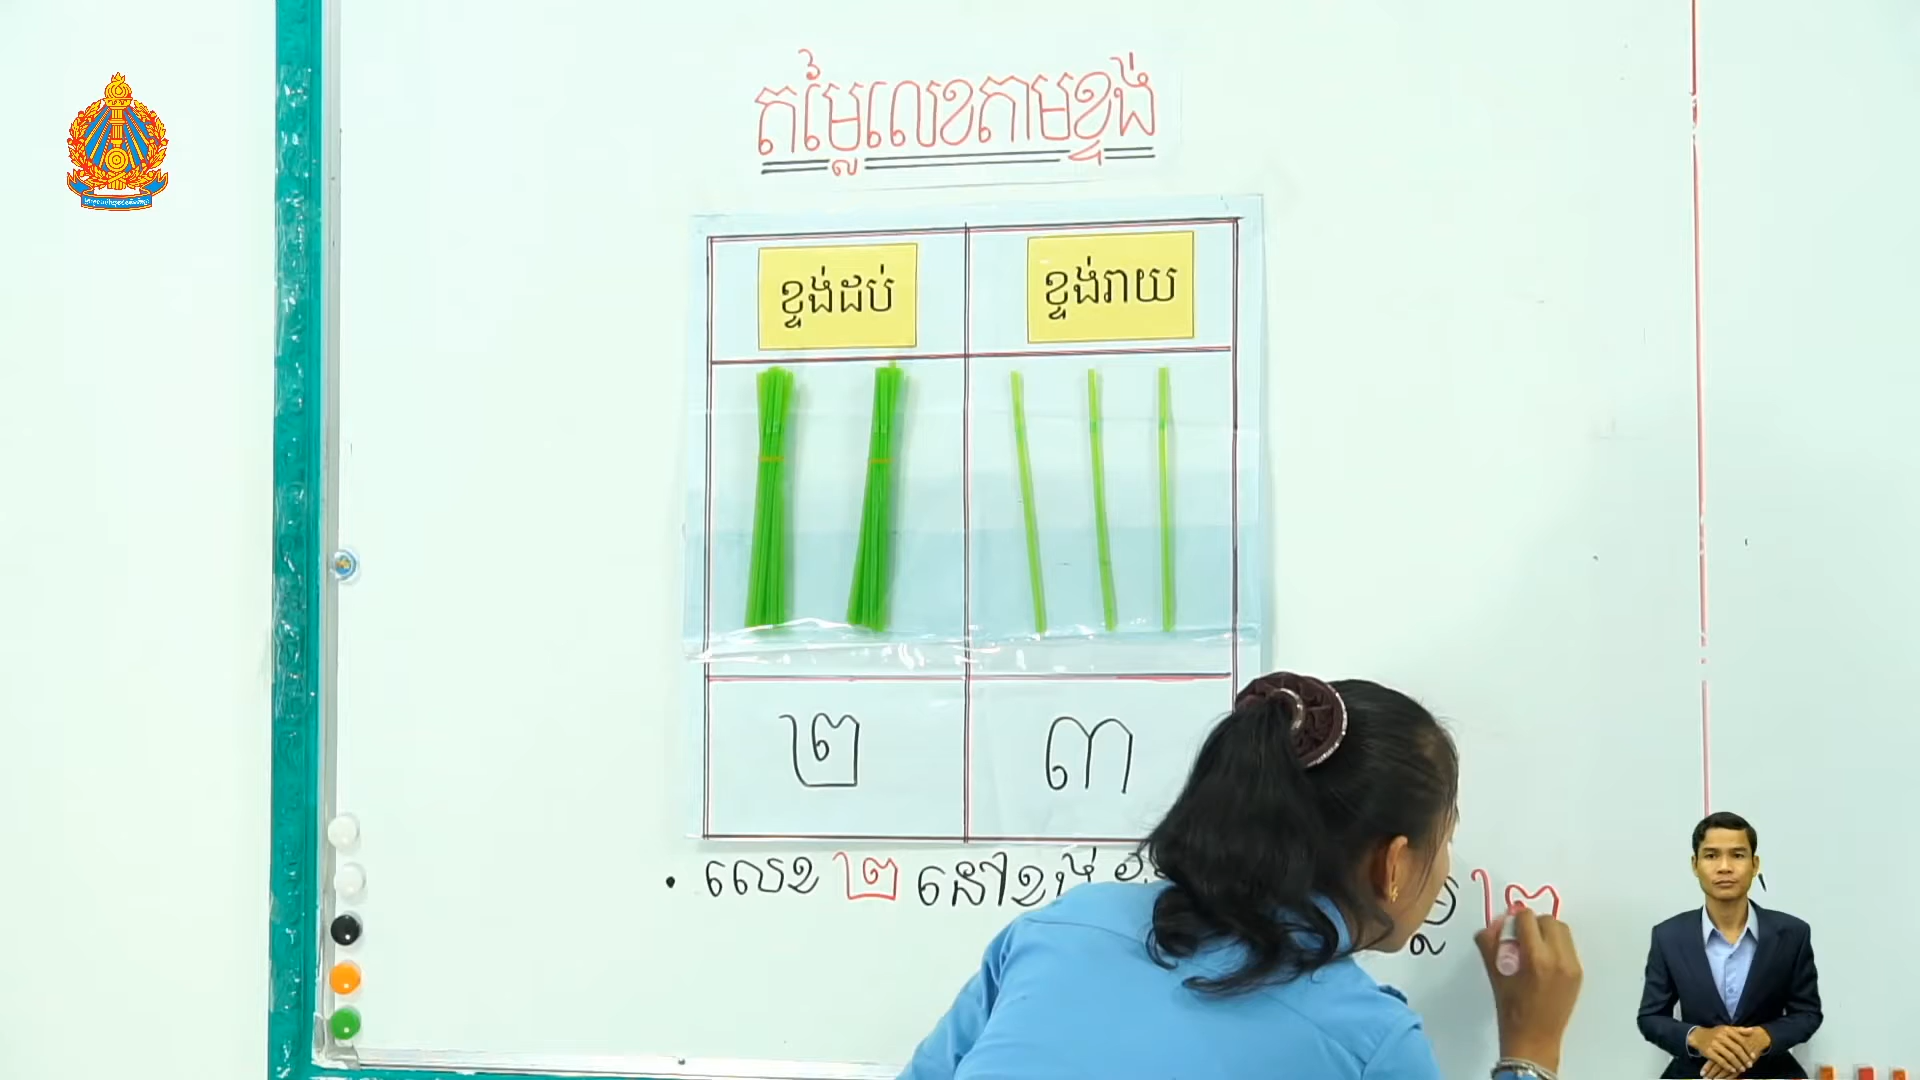 តម្លៃលេខតាមខ្ទង់
ខ្ទង់ដប់ ខ្ទង់រាយ
២ ៣
• លេខ ២ នៅខ្ទង់ ២